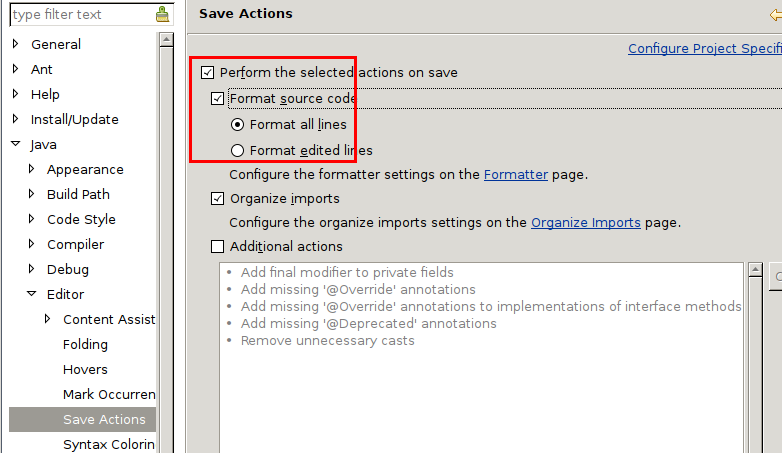 type filter text
General
Ant
Help
Install/Update
Java
Appearance
Build Path
Code Style
Compiler
Debug
Editor
Content Assist
Folding
Hovers
Mark Occurren
Save Actions
Syntax Colorin
Save Actions
Configure Project Specifi
Perform the selected actions on save
Format source code
Format all lines
Format edited lines
Configure the formatter settings on the Formatter page.
Organize imports
Configure the organize imports settings on the Organize Imports page.
Additional actions
• Add final modifier to private fields
• Add missing '@Override' annotations
• Add missing '@Override' annotations to implementations of interface methods
• Add missing '@Deprecated' annotations
• Remove unnecessary casts